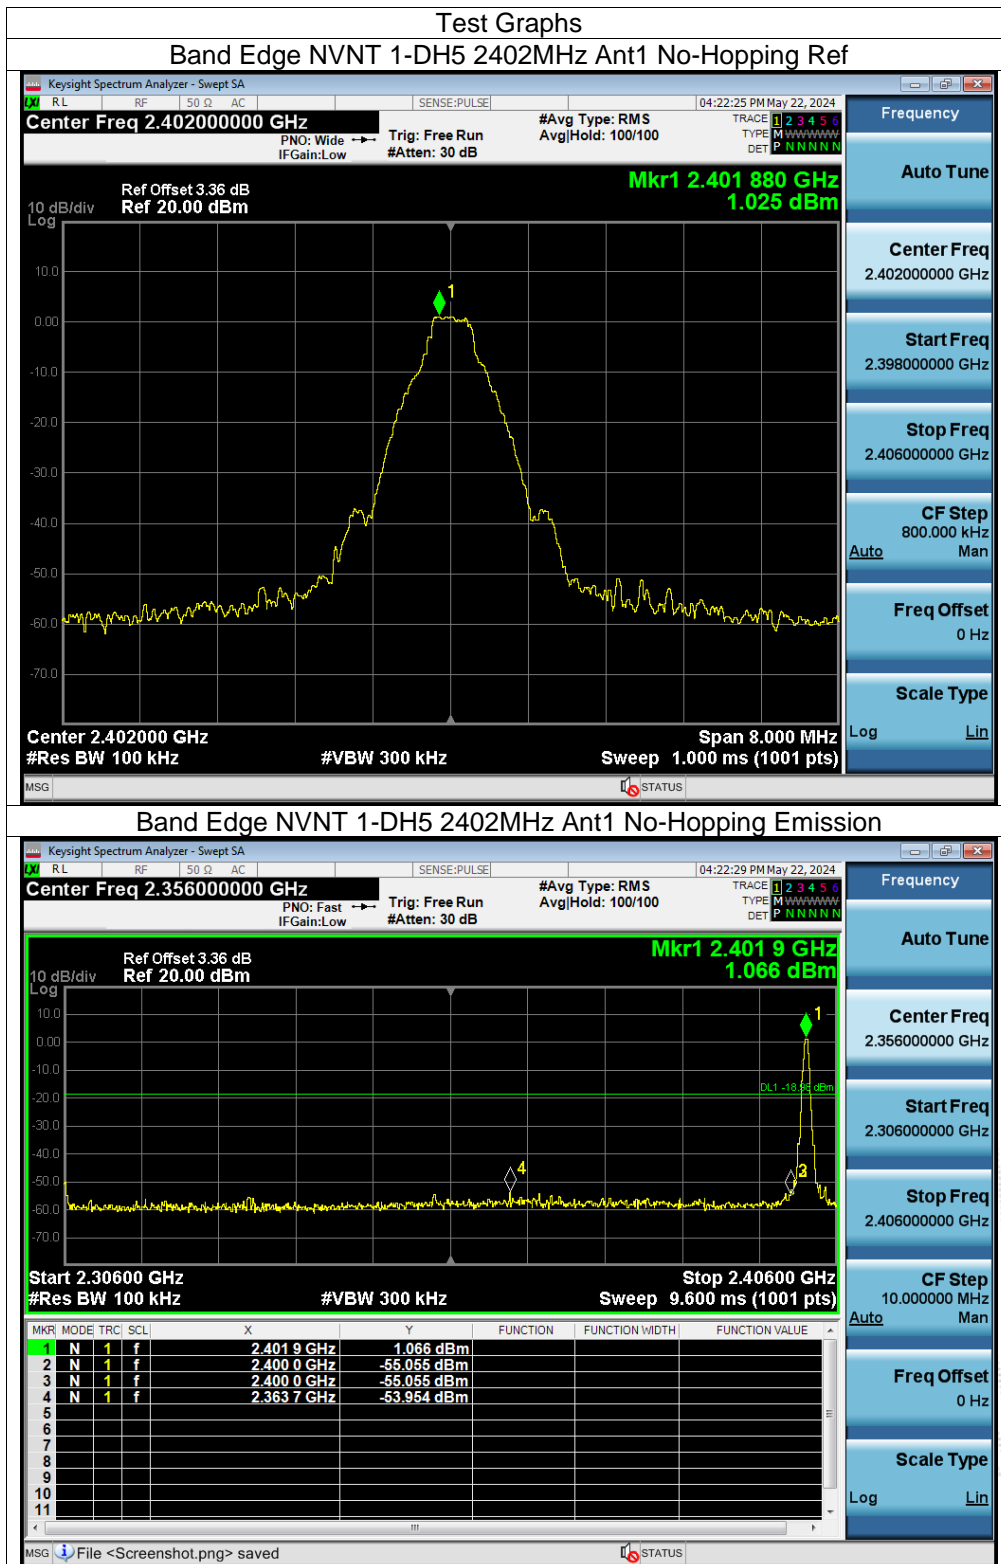 Test Graphs
Band Edge NVNT 1-DH5 2402MHz Ant1 No-Hopping Ref
Keysight Spectrum Analyzer - Swept SA
LXI RL RF 50 Ω AC SENSE:PULSE 04:22:25 PM May 22, 2024
Center Freq 2.402000000 GHz #Avg Type: RMS TRACE 1 2 3 4 5 6
PNO: Wide Trig: Free Run Avg|Hold: 100/100 TYPE M WWWWW
IFGain:Low #Atten: 30 dB DET P N N N N N
Ref Offset 3.36 dB Mkr1 2.401 880 GHz
10 dB/div Ref 20.00 dBm 1.025 dBm
Log
1
10.0
0.00
-10.0
-20.0
-30.0
-40.0
-50.0
-60.0
-70.0
Center 2.402000 GHz Span 8.000 MHz
#Res BW 100 kHz #VBW 300 kHz Sweep 1.000 ms (1001 pts)
MSG STATUS
Frequency
Auto Tune
Center Freq
2.402000000 GHz
Start Freq
2.398000000 GHz
Stop Freq
2.406000000 GHz
CF Step
800.000 kHz
Auto Man
Freq Offset
0 Hz
Scale Type
Log Lin
Band Edge NVNT 1-DH5 2402MHz Ant1 No-Hopping Emission
Keysight Spectrum Analyzer - Swept SA
LXI RL RF 50 Ω AC SENSE:PULSE 04:22:29 PM May 22, 2024
Center Freq 2.356000000 GHz #Avg Type: RMS TRACE 1 2 3 4 5 6
PNO: Fast Trig: Free Run Avg|Hold: 100/100 TYPE M WWWWW
IFGain:Low #Atten: 30 dB DET P N N N N N
Ref Offset 3.36 dB Mkr1 2.401 9 GHz
10 dB/div Ref 20.00 dBm 1.066 dBm
Log
10.0
0.00
-10.0
-20.0
-30.0
-40.0
-50.0
-60.0
-70.0
1
DL1 -18.98 dBm
4
3
Start 2.30600 GHz Stop 2.40600 GHz
#Res BW 100 kHz #VBW 300 kHz Sweep 9.600 ms (1001 pts)
MKR MODE TRC SCL X Y FUNCTION FUNCTION WIDTH FUNCTION VALUE
1 N 1 f 2.401 9 GHz 1.066 dBm
2 N 1 f 2.400 0 GHz -55.055 dBm
3 N 1 f 2.400 0 GHz -55.055 dBm
4 N 1 f 2.363 7 GHz -53.954 dBm
5
6
7
8
9
10
11
MSG File <Screenshot.png> saved STATUS
Frequency
Auto Tune
Center Freq
2.356000000 GHz
Start Freq
2.306000000 GHz
Stop Freq
2.406000000 GHz
CF Step
10.000000 MHz
Auto Man
Freq Offset
0 Hz
Scale Type
Log Lin